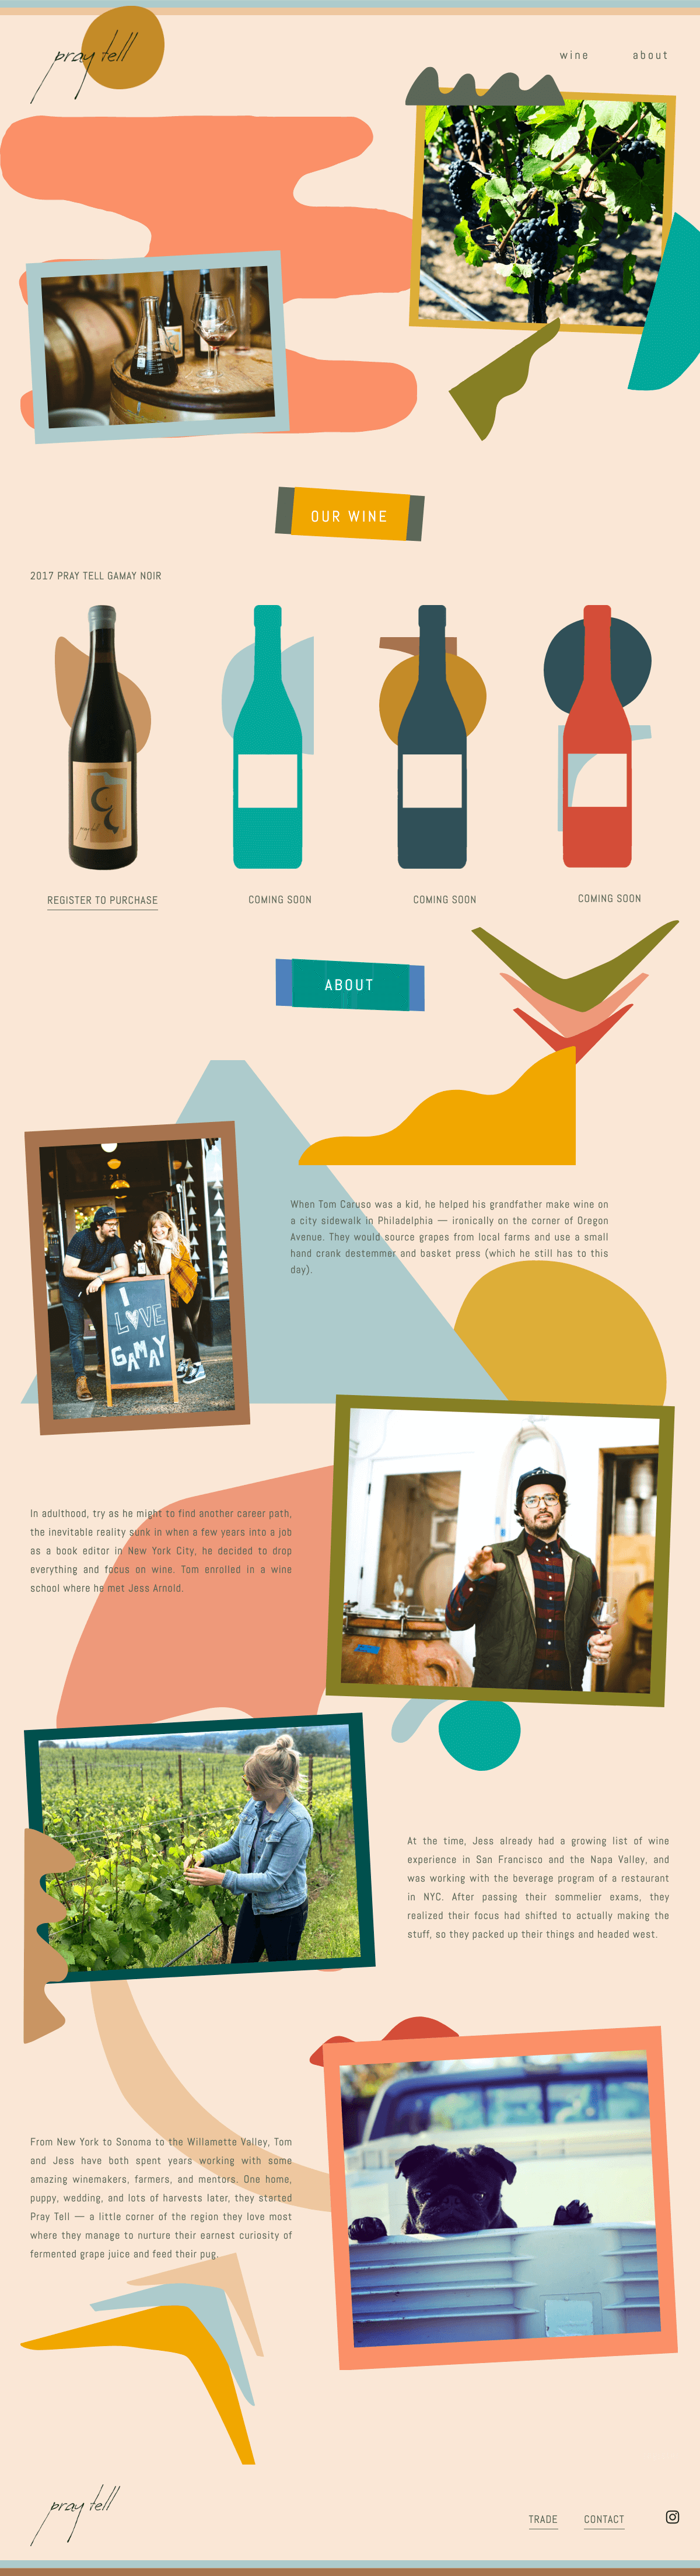 pray tell
wine about
OUR WINE
2017 PRAY TELL GAMAY NOIR
pray tell
REGISTER TO PURCHASE
COMING SOON
COMING SOON
COMING SOON
ABOUT
When Tom Caruso was a kid, he helped his grandfather make wine on
a city sidewalk in Philadelphia — ironically on the corner of Oregon
Avenue. They would source grapes from local farms and use a small
hand crank destemmer and basket press (which he still has to this
day).
I
LOVE
GAMAY
In adulthood, try as he might to find another career path,
the inevitable reality sunk in when a few years into a job
as a book editor in New York City, he decided to drop
everything and focus on wine. Tom enrolled in a wine
school where he met Jess Arnold.
At the time, Jess already had a growing list of wine
experience in San Francisco and the Napa Valley, and
was working with the beverage program of a restaurant
in NYC. After passing their sommelier exams, they
realized their focus had shifted to actually making the
stuff, so they packed up their things and headed west.
From New York to Sonoma to the Willamette Valley, Tom
and Jess have both spent years working with some
amazing winemakers, farmers, and mentors. One home,
puppy, wedding, and lots of harvests later, they started
Pray Tell — a little corner of the region they love most
where they manage to nurture their earnest curiosity of
fermented grape juice and feed their pug.
pray tell
TRADE CONTACT